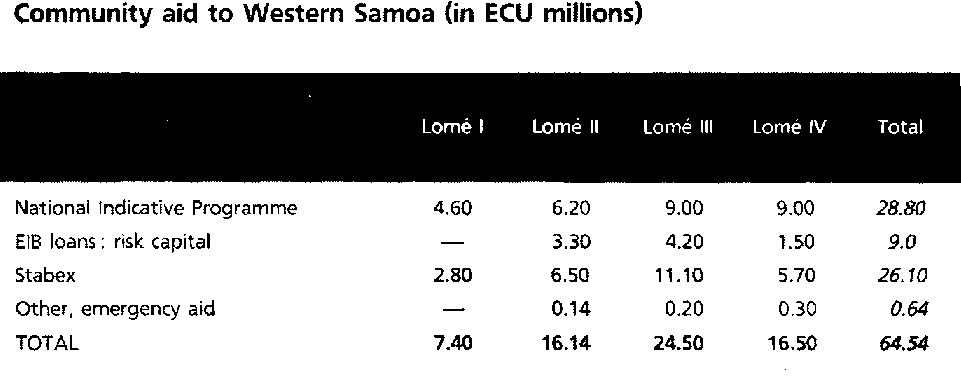 Community aid to Western Samoa (in ECU millions)
Lomé I Lomé II Lomé III Lomé IV Total
National Indicative Programme 4.60 6.20 9.00 9.00 28.80
EIB loans: risk capital — 3.30 4.20 1.50 9.0
Stabex 2.80 6.50 11.10 5.70 26.10
Other, emergency aid — 0.14 0.20 0.30 0.64
TOTAL 7.40 16.14 24.50 16.50 64.54